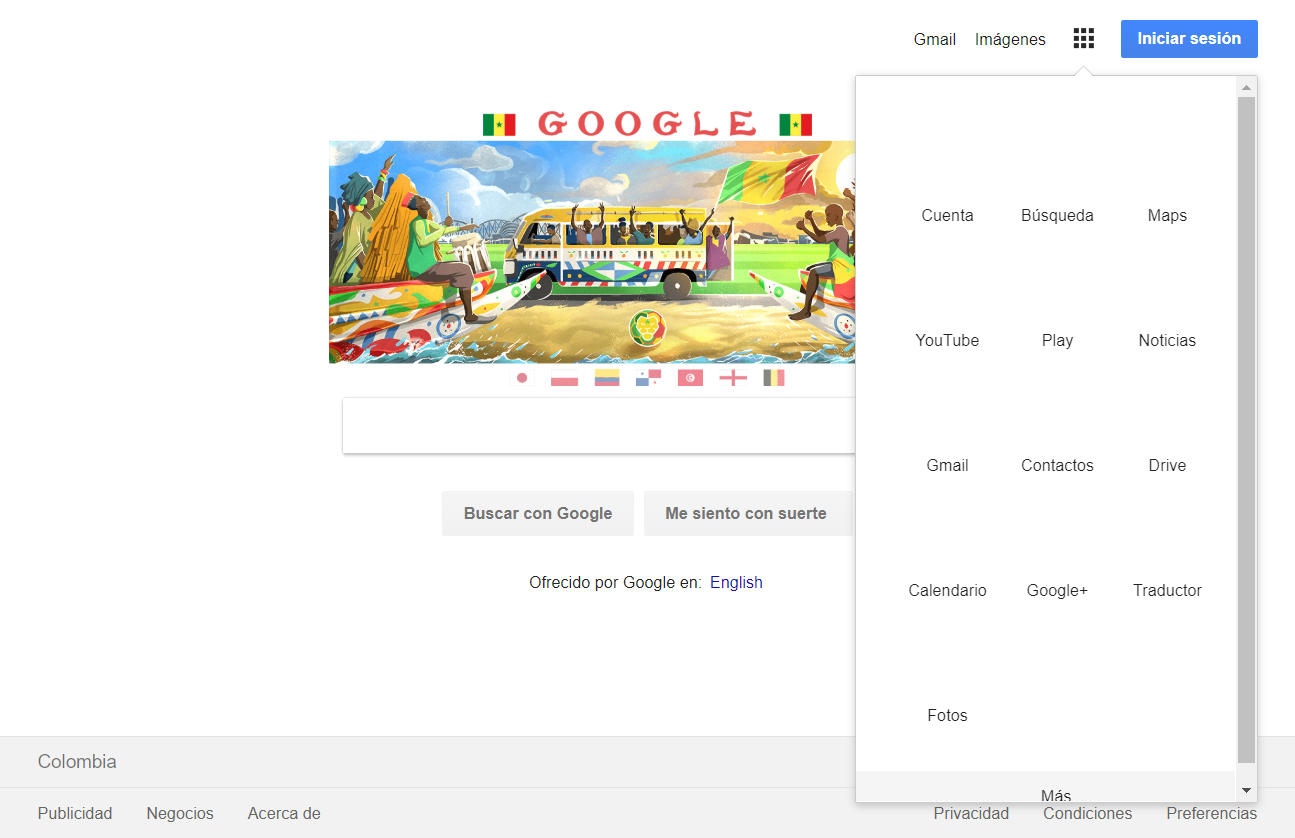 Gmail Imágenes Iniciar sesión
GOOGLE
Cuenta Búsqueda Maps
YouTube Play Noticias
Gmail Contactos Drive
Calendario Google+ Traductor
Fotos
Más
Buscar con Google Me siento con suerte
Ofrecido por Google en: English
Colombia
Publicidad Negocios Acerca de Privacidad Condiciones Preferencias